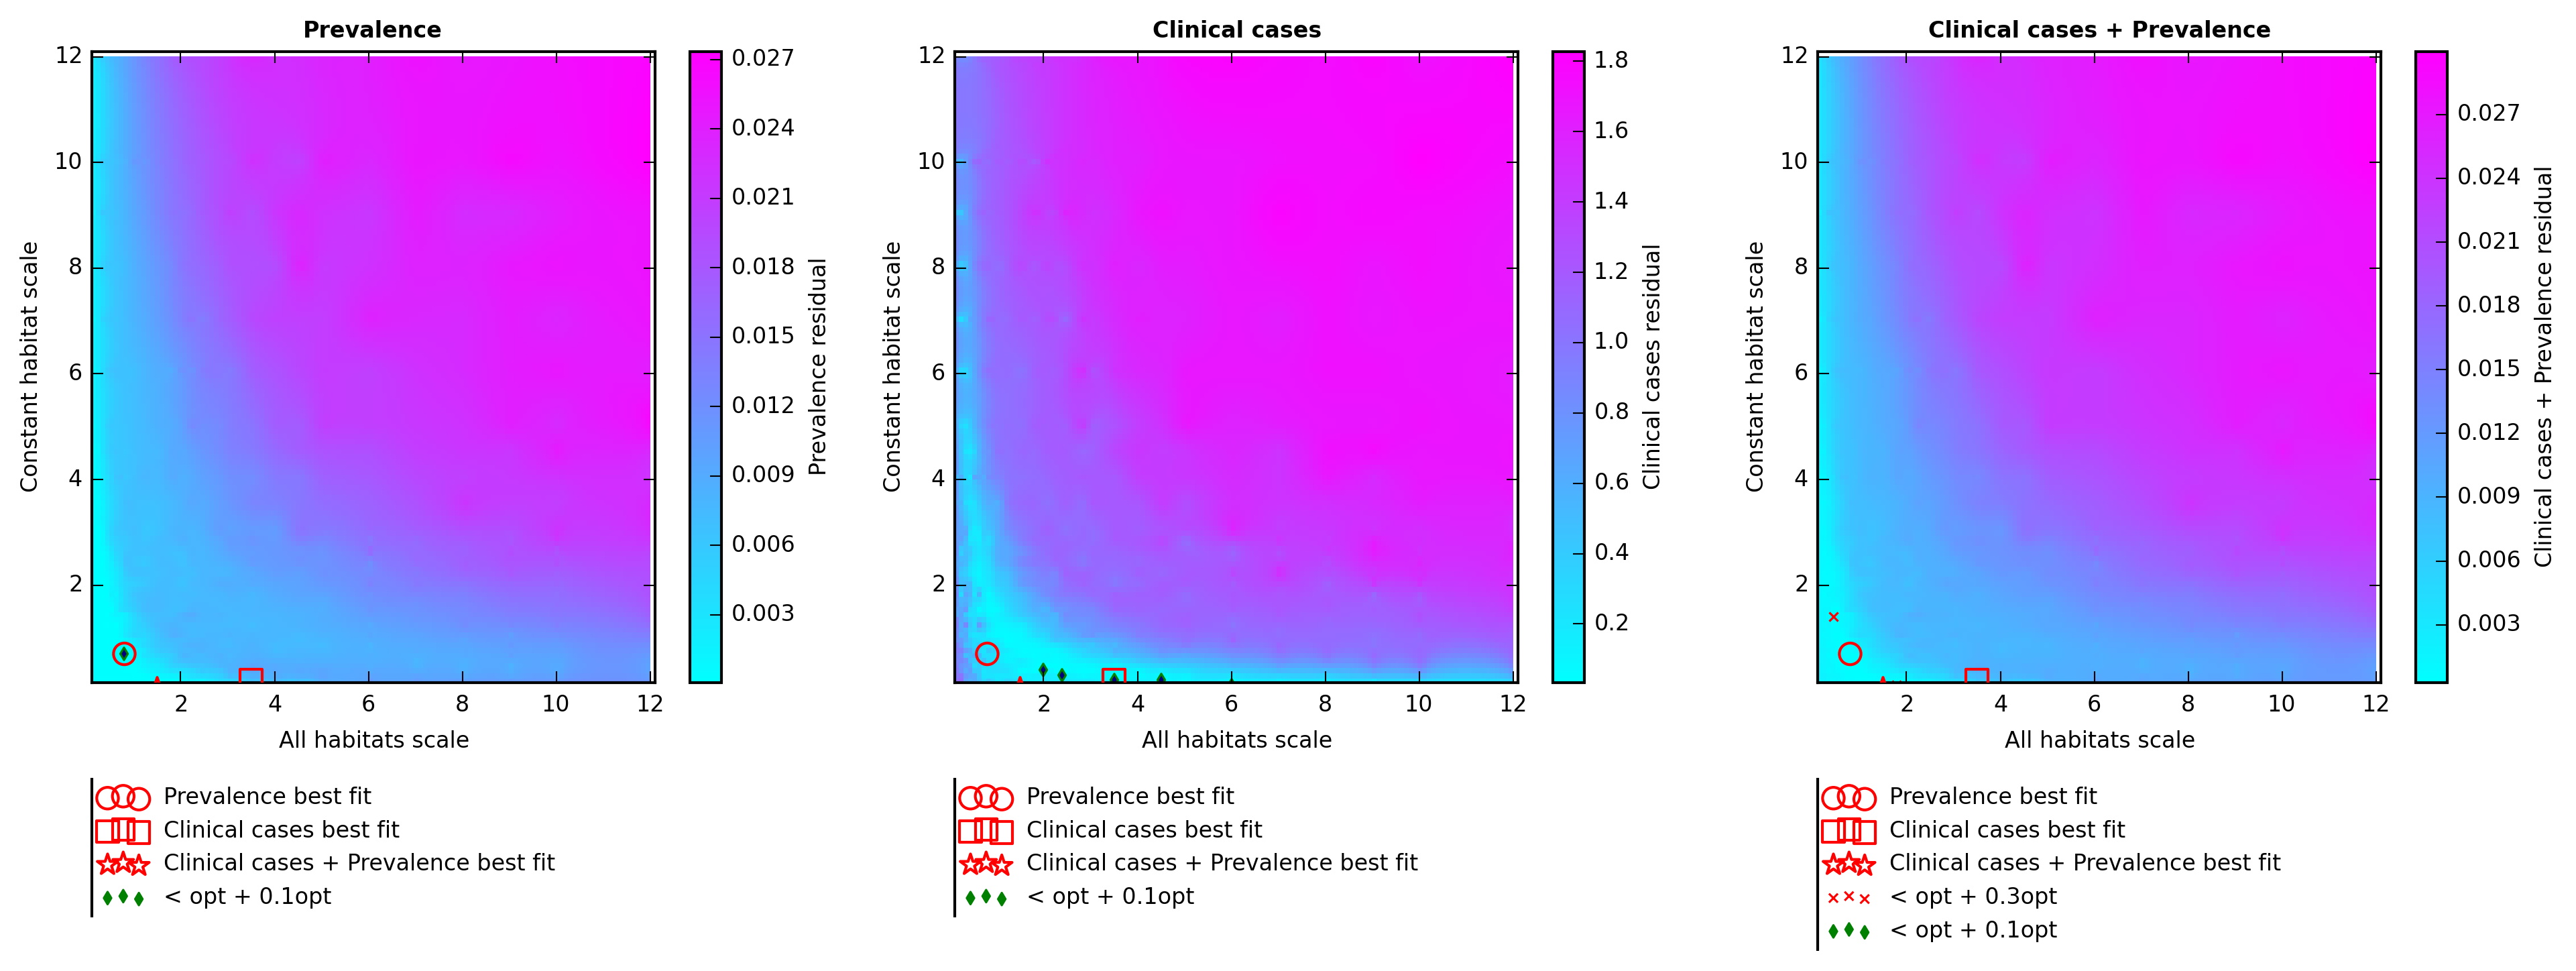 Prevalence
12
10
8
6
4
2
2 4 6 8 10 12
Constant habitat scale
All habitats scale
0.027
0.024
0.021
0.018
0.015
0.012
0.009
0.006
0.003
Prevalence residual
Prevalence best fit
Clinical cases best fit
Clinical cases + Prevalence best fit
< opt + 0.1opt
Clinical cases
12
10
8
6
4
2
2 4 6 8 10 12
Constant habitat scale
All habitats scale
1.8
1.6
1.4
1.2
1.0
0.8
0.6
0.4
0.2
Clinical cases residual
Prevalence best fit
Clinical cases best fit
Clinical cases + Prevalence best fit
< opt + 0.1opt
Clinical cases + Prevalence
12
10
8
6
4
2
2 4 6 8 10 12
Constant habitat scale
All habitats scale
0.027
0.024
0.021
0.018
0.015
0.012
0.009
0.006
0.003
Clinical cases + Prevalence residual
Prevalence best fit
Clinical cases best fit
Clinical cases + Prevalence best fit
< opt + 0.3opt
< opt + 0.1opt